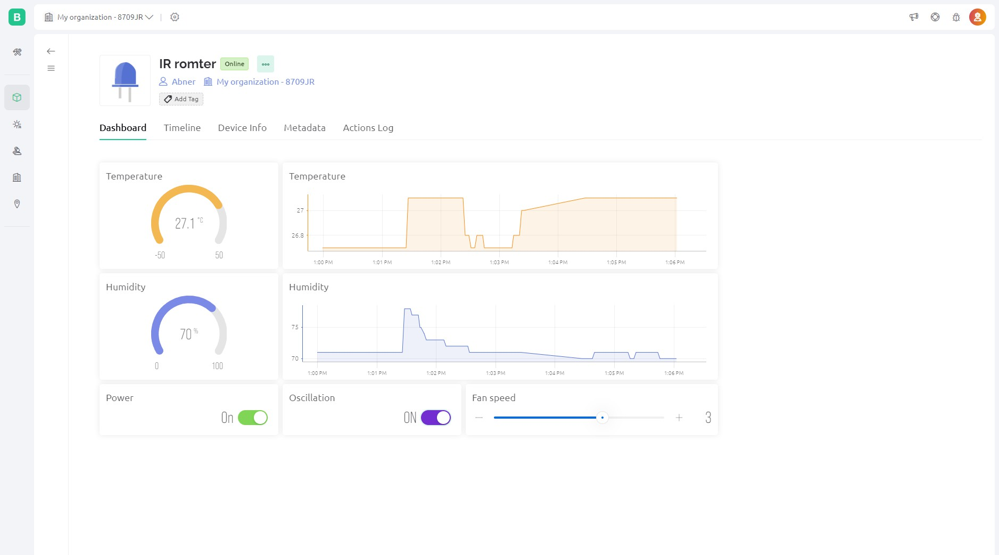 B
My organization - 8709JR
IR romter Online
Abner My organization - 8709JR
Add Tag
Dashboard Timeline Device Info Metadata Actions Log
Temperature
27.1 °C
-50 50
Temperature
27
26.8
1:00 PM 1:01 PM 1:02 PM 1:03 PM 1:04 PM 1:05 PM 1:06 PM
Humidity
70 %
0 100
Humidity
75
70
1:00 PM 1:01 PM 1:02 PM 1:03 PM 1:04 PM 1:05 PM 1:06 PM
Power
On
Oscillation
ON
Fan speed
3